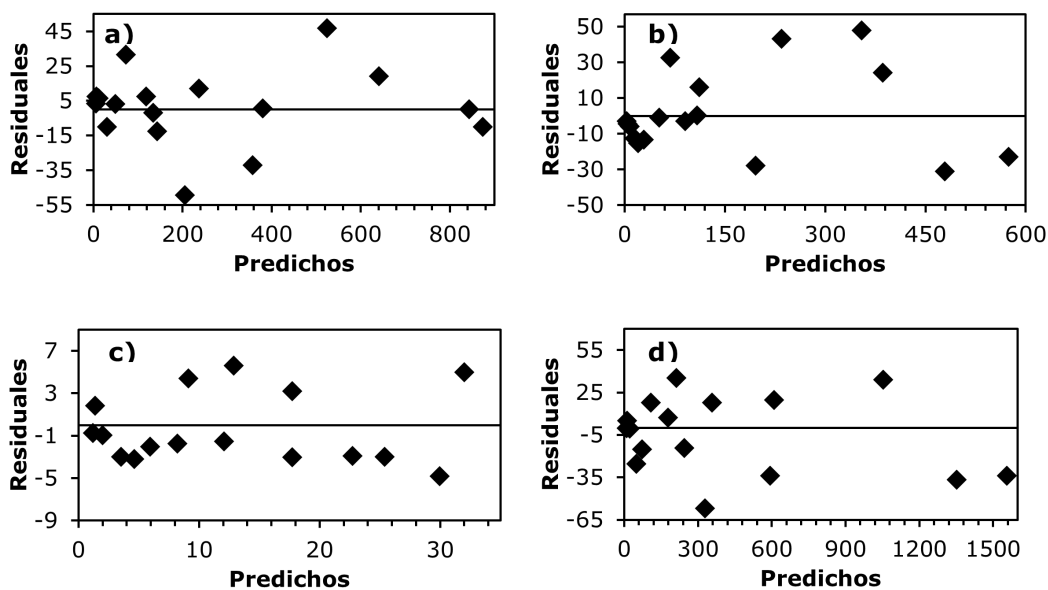 a)
Residuales
45
25
5
-15
-35
-55
0 200 400 600 800
Predichos
b)
Residuales
50
30
10
-10
-30
-50
0 150 300 450 600
Predichos
c)
Residuales
7
3
-1
-5
-9
0 10 20 30
Predichos
d)
Residuales
55
25
-5
-35
-65
0 300 600 900 1200 1500
Predichos